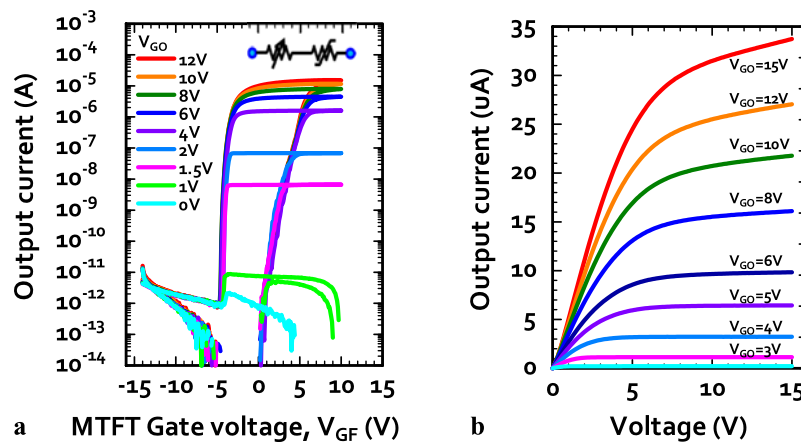 Output current (A)
10⁻³
10⁻⁴
10⁻⁵
10⁻⁶
10⁻⁷
10⁻⁸
10⁻⁹
10⁻¹⁰
10⁻¹¹
10⁻¹²
10⁻¹³
10⁻¹⁴
V_GO
12V
10V
8V
6V
4V
2V
1.5V
1V
0V
-15 -10 -5 0 5 10 15
a MTFT Gate voltage, V_GF (V)
Output current (uA)
35
30
25
20
15
10
5
0
V_GO=15V
V_GO=12V
V_GO=10V
V_GO=8V
V_GO=6V
V_GO=5V
V_GO=4V
V_GO=3V
0 5 10 15
b Voltage (V)